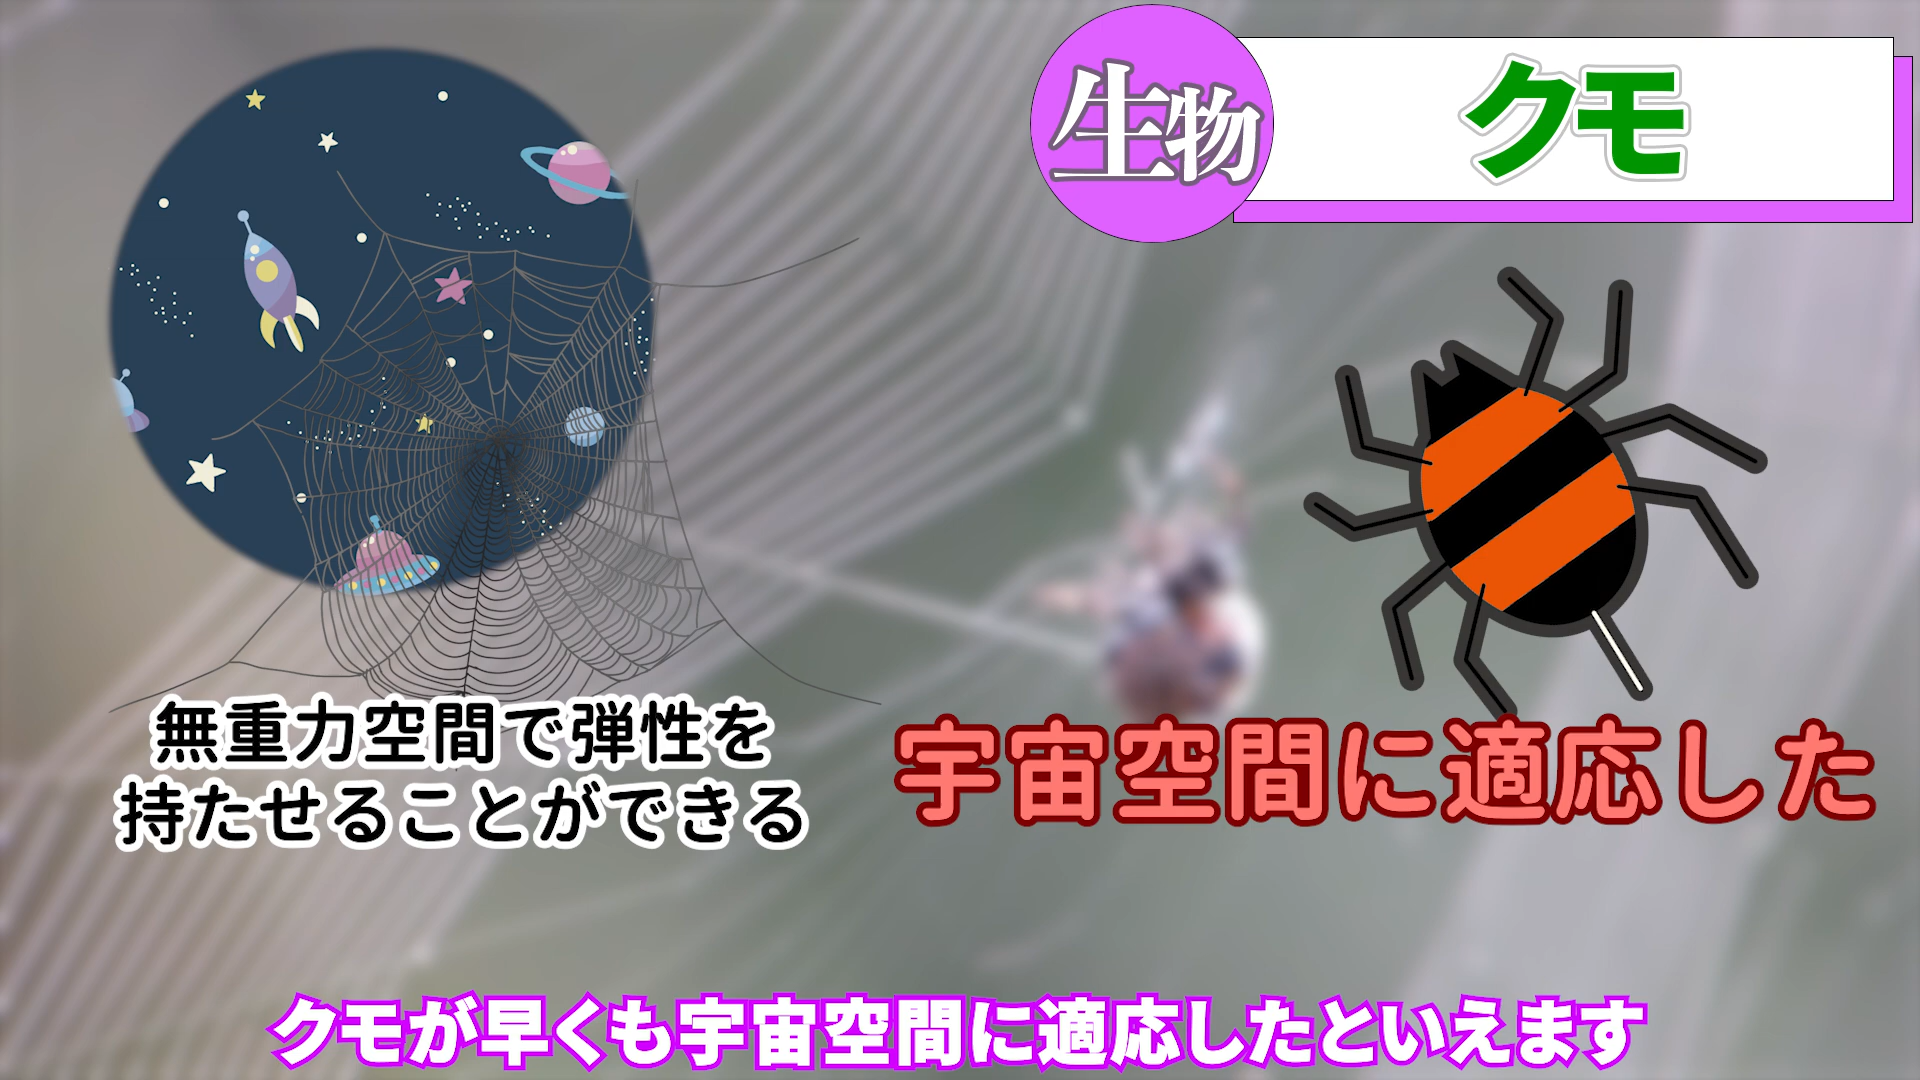 生物
クモ
無重力空間で弾性を
持たせることができる
宇宙空間に適応した
クモが早くも宇宙空間に適応したといえます